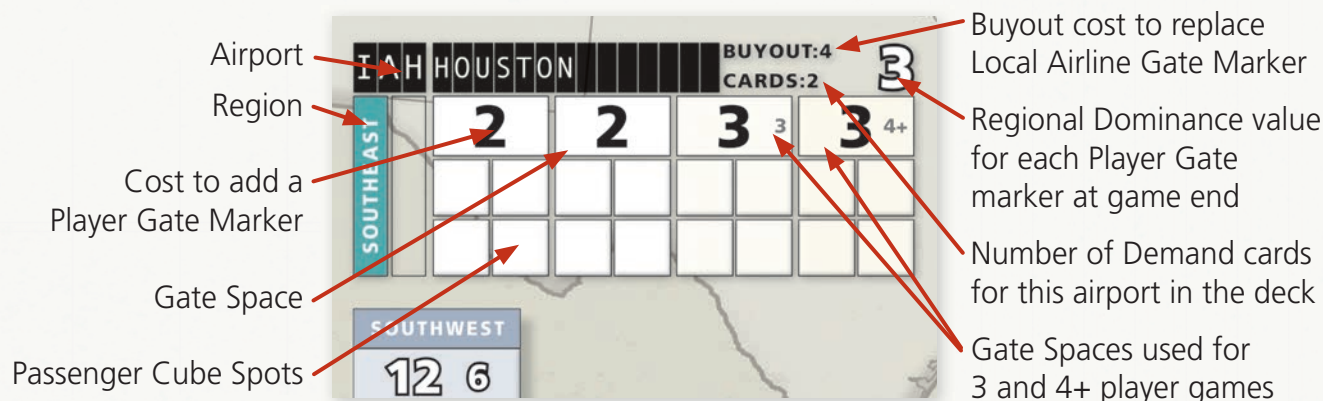 Airport
Region
Cost to add a
Player Gate Marker
Gate Space
Passenger Cube Spots
IAH HOUSTON
BUYOUT:4
CARDS:2
3
SOUTHEAST
2 2 3 3 3 4+
SOUTHWEST
12 6
Buyout cost to replace
Local Airline Gate Marker
Regional Dominance value
for each Player Gate
marker at game end
Number of Demand cards
for this airport in the deck
Gate Spaces used for
3 and 4+ player games